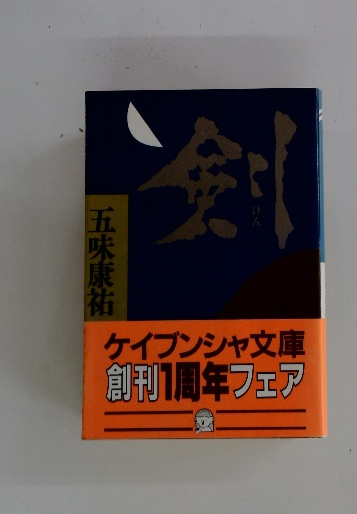 剣
けん
五味康祐
ケイブンシャ文庫
創刊1周年フェア